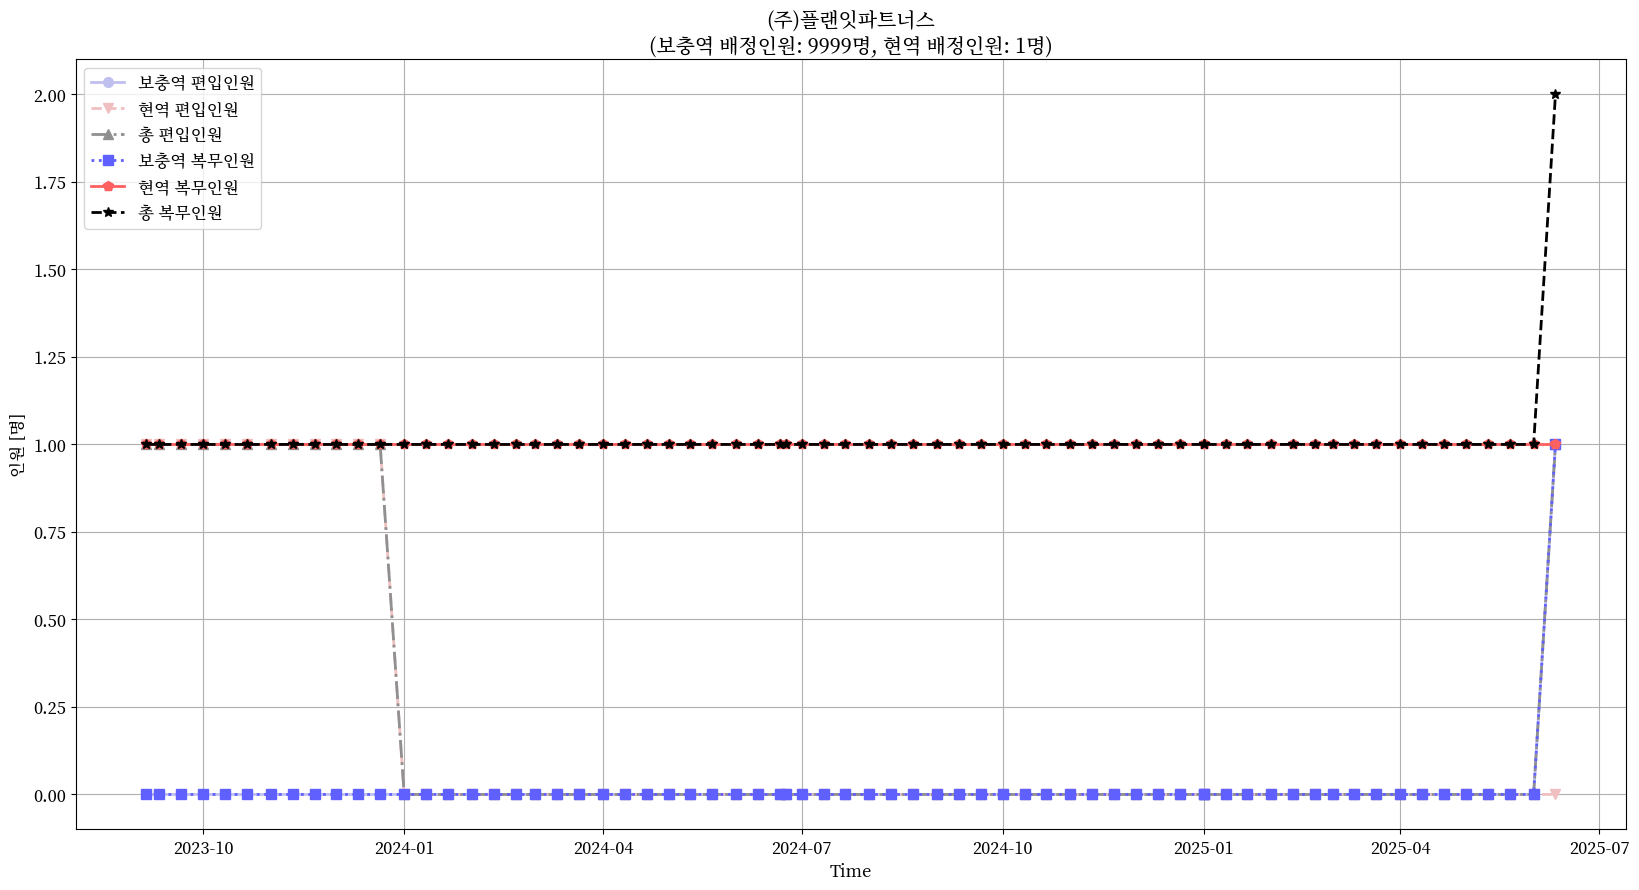 (주)플랜잇파트너스
(보충역 배정인원: 9999명, 현역 배정인원: 1명)
보충역 편입인원
현역 편입인원
총 편입인원
보충역 복무인원
현역 복무인원
총 복무인원
2.00
1.75
1.50
1.25
1.00
0.75
0.50
0.25
0.00
인원 [명]
2023-10
2024-01
2024-04
2024-07
2024-10
2025-01
2025-04
2025-07
Time